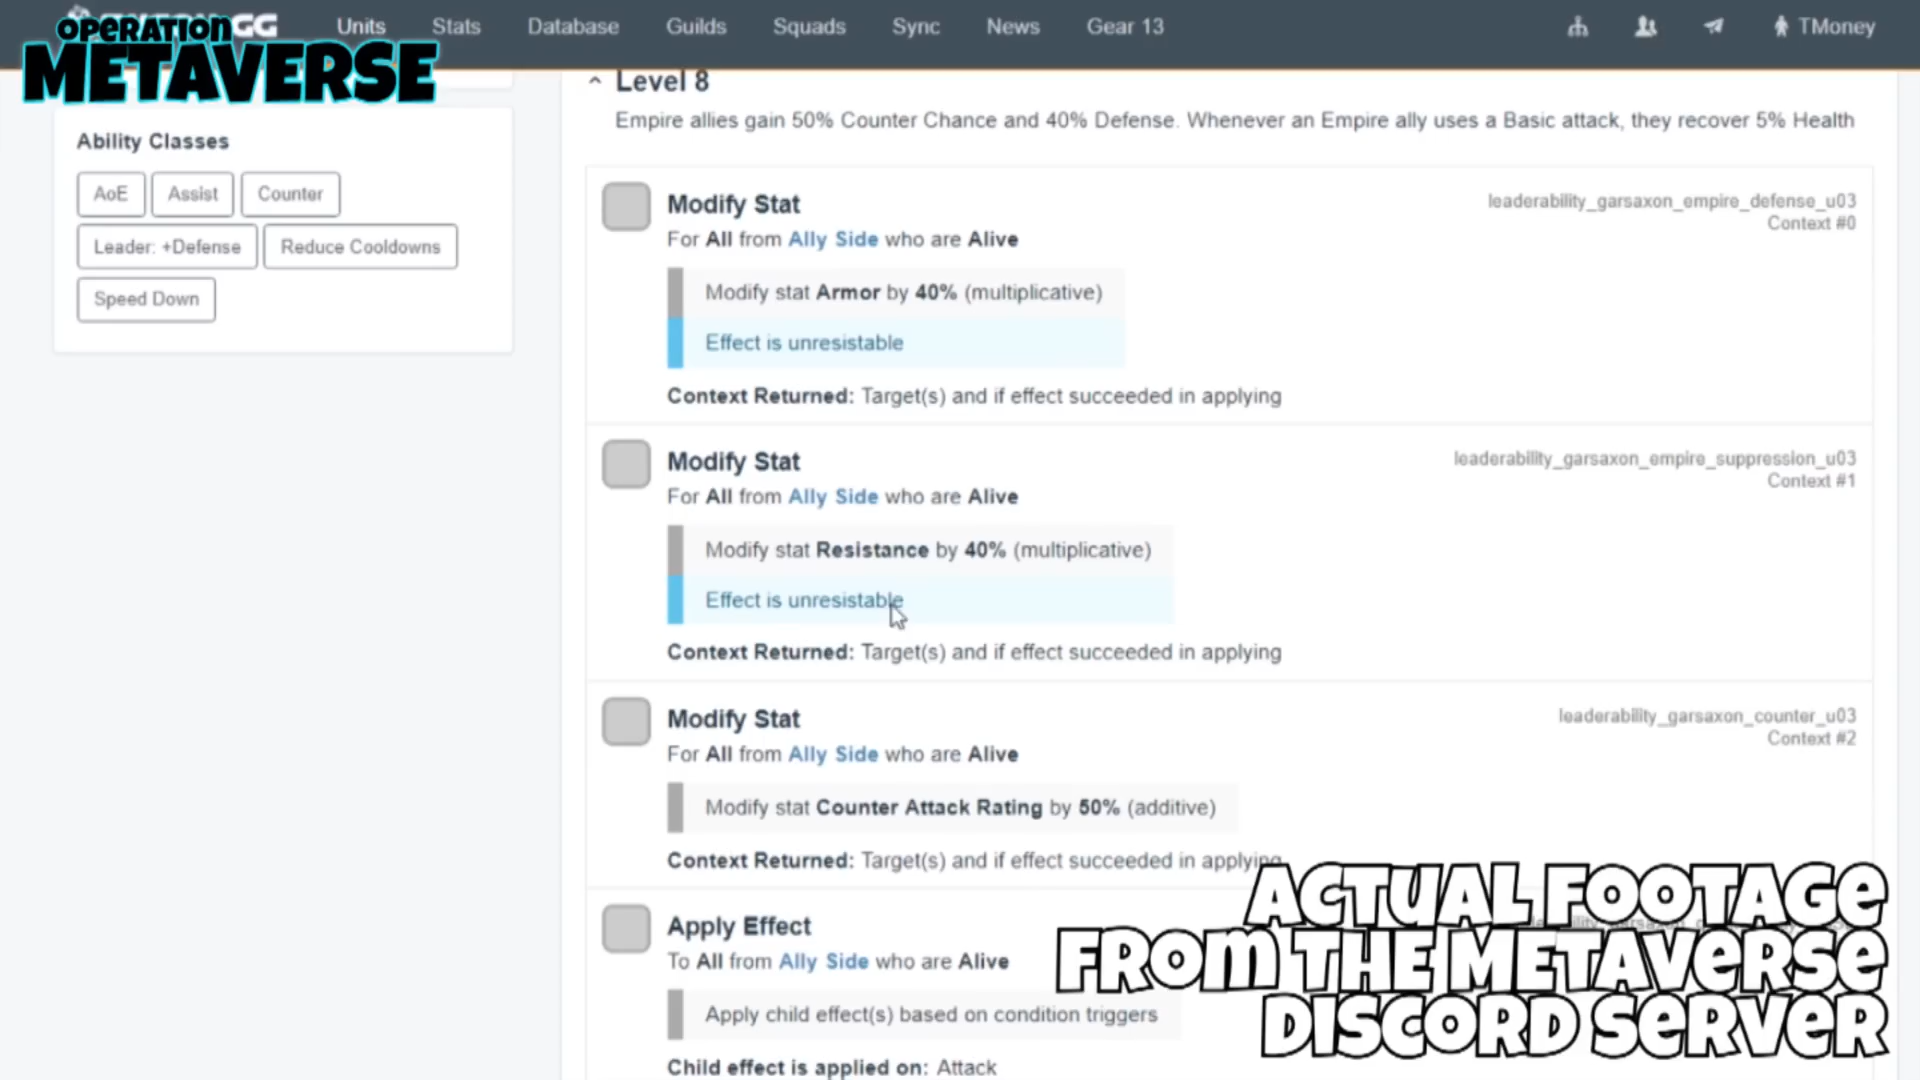 OPERATION
METAVERSE
GG
Units
Stats
Database
Guilds
Squads
Sync
News
Gear 13
TMoney
Ability Classes
AoE
Assist
Counter
Leader: +Defense
Reduce Cooldowns
Speed Down
Level 8
Empire allies gain 50% Counter Chance and 40% Defense. Whenever an Empire ally uses a Basic attack, they recover 5% Health
Modify Stat
leaderability_garsaxon_empire_defense_u03
Context #0
For All from Ally Side who are Alive
Modify stat Armor by 40% (multiplicative)
Effect is unresistable
Context Returned: Target(s) and if effect succeeded in applying
Modify Stat
leaderability_garsaxon_empire_suppression_u03
Context #1
For All from Ally Side who are Alive
Modify stat Resistance by 40% (multiplicative)
Effect is unresistable
Context Returned: Target(s) and if effect succeeded in applying
Modify Stat
leaderability_garsaxon_counter_u03
Context #2
For All from Ally Side who are Alive
Modify stat Counter Attack Rating by 50% (additive)
Context Returned: Target(s) and if effect succeeded in applying
Apply Effect
To All from Ally Side who are Alive
Apply child effect(s) based on condition triggers
Child effect is applied on: Attack
ACTUAL FOOTAGE
FROM THE METAVERSE
DISCORD SERVER